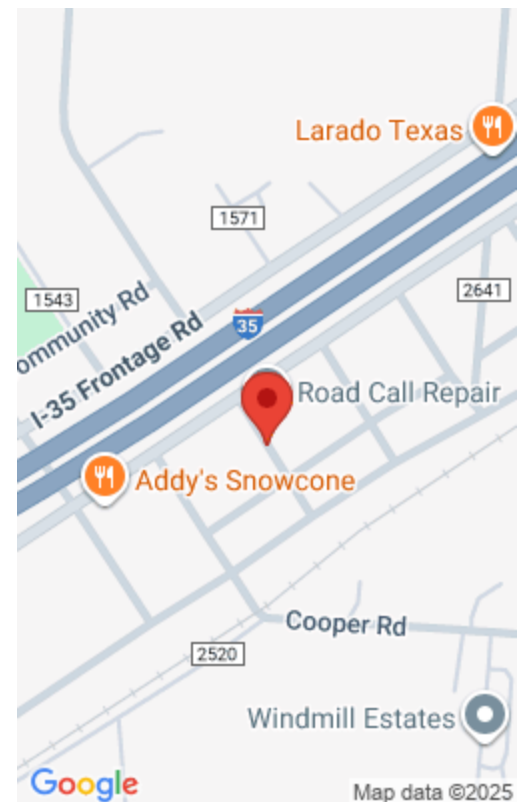 Larado Texas
1571
2641
1543
ommunity Rd
I-35 Frontage Rd
35
Road Call Repair
Addy's Snowcone
Cooper Rd
2520
Windmill Estates
Google
Map data ©2025